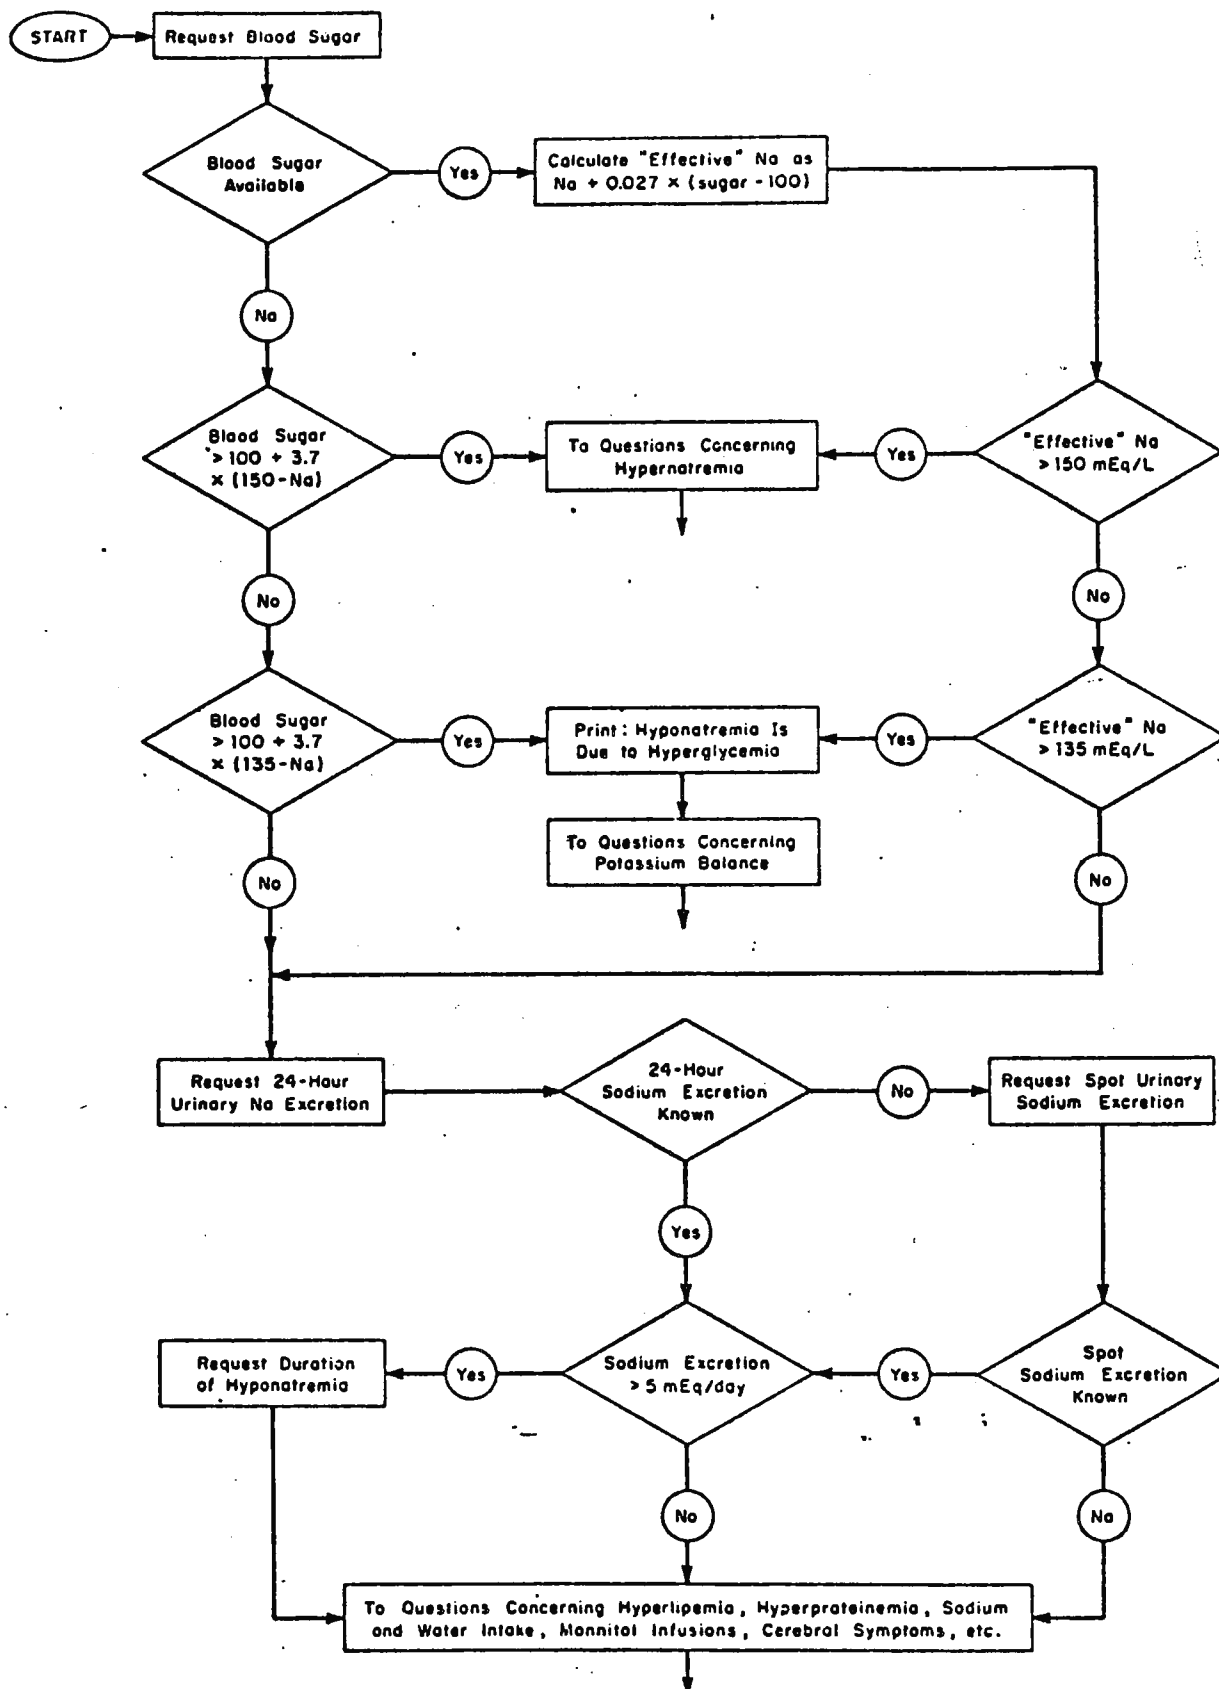 START
Request Blood Sugar
Blood Sugar
Available
Yes
Calculate "Effective" Na as
Na + 0.027 × (sugar - 100)
No
Blood Sugar
> 100 + 3.7
× (150-Na)
Yes
To Questions Concerning
Hypernatremia
Yes
"Effective" Na
> 150 mEq/L
No
No
Blood Sugar
> 100 + 3.7
× (135-Na)
Yes
Print: Hyponatremia Is
Due to Hyperglycemia
Yes
"Effective" Na
> 135 mEq/L
To Questions Concerning
Potassium Balance
No
No
Request 24-Hour
Urinary Na Excretion
24-Hour
Sodium Excretion
Known
No
Request Spot Urinary
Sodium Excretion
Yes
Request Duration
of Hyponatremia
Yes
Sodium Excretion
> 5 mEq/day
Yes
Spot
Sodium Excretion
Known
No
No
To Questions Concerning Hyperlipemia, Hyperproteinemia, Sodium
and Water Intake, Mannitol Infusions, Cerebral Symptoms, etc.